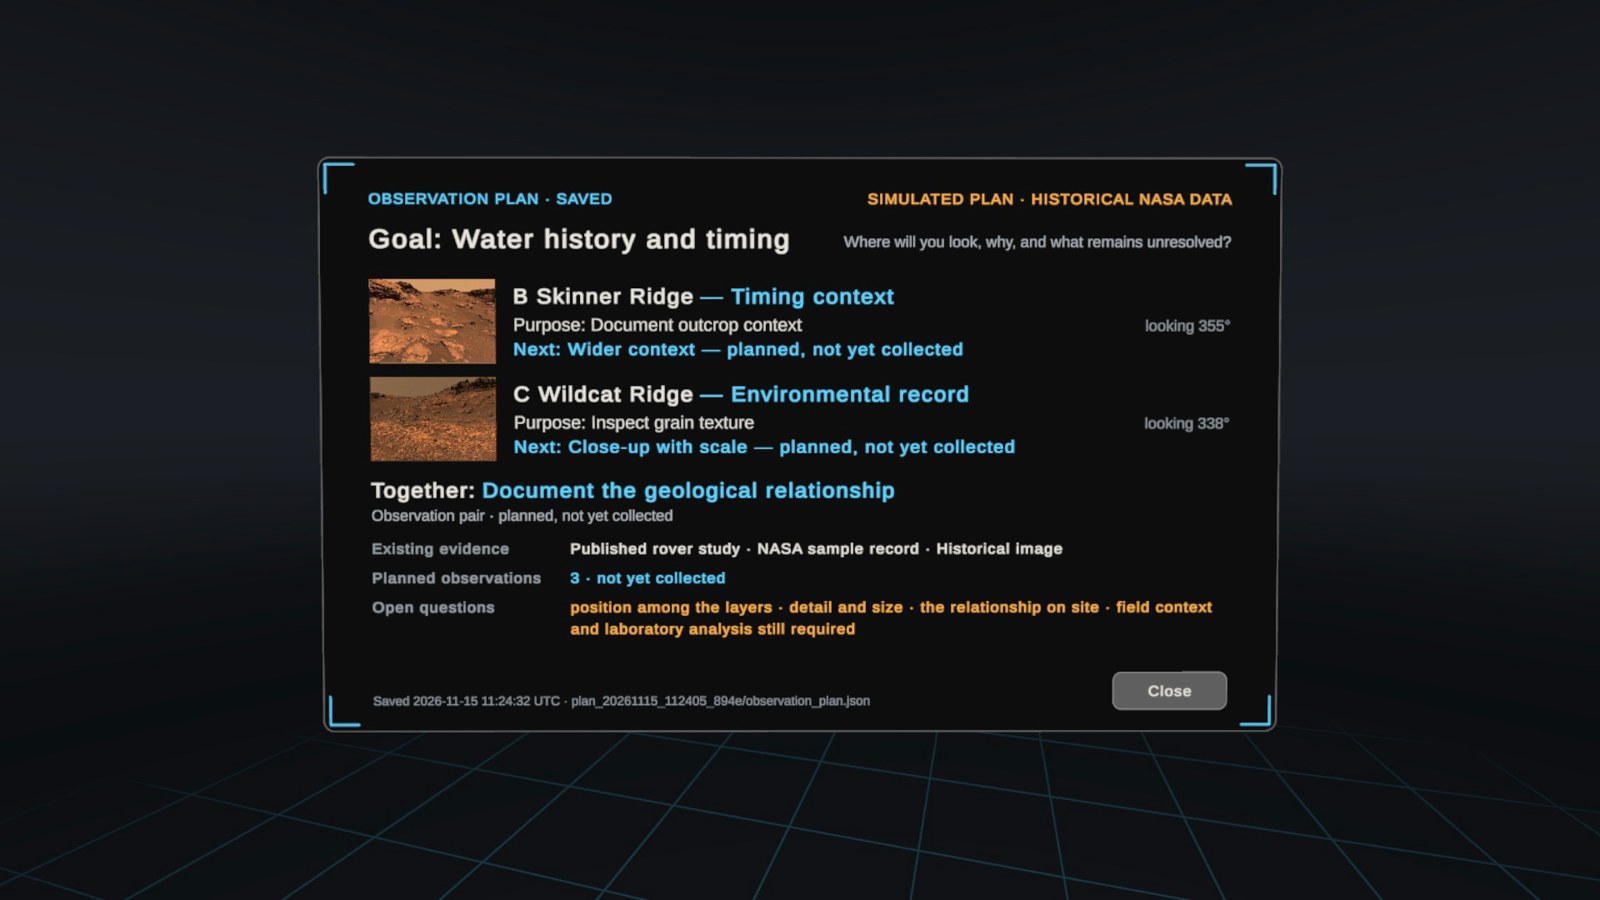 OBSERVATION PLAN · SAVED
SIMULATED PLAN · HISTORICAL NASA DATA
Goal: Water history and timing
Where will you look, why, and what remains unresolved?
B Skinner Ridge — Timing context
Purpose: Document outcrop context
looking 355°
Next: Wider context — planned, not yet collected
C Wildcat Ridge — Environmental record
Purpose: Inspect grain texture
looking 338°
Next: Close-up with scale — planned, not yet collected
Together: Document the geological relationship
Observation pair · planned, not yet collected
Existing evidence Published rover study · NASA sample record · Historical image
Planned observations 3 · not yet collected
Open questions position among the layers · detail and size · the relationship on site · field context
and laboratory analysis still required
Saved 2026-11-15 11:24:32 UTC · plan_20261115_112405_894e/observation_plan.json
Close